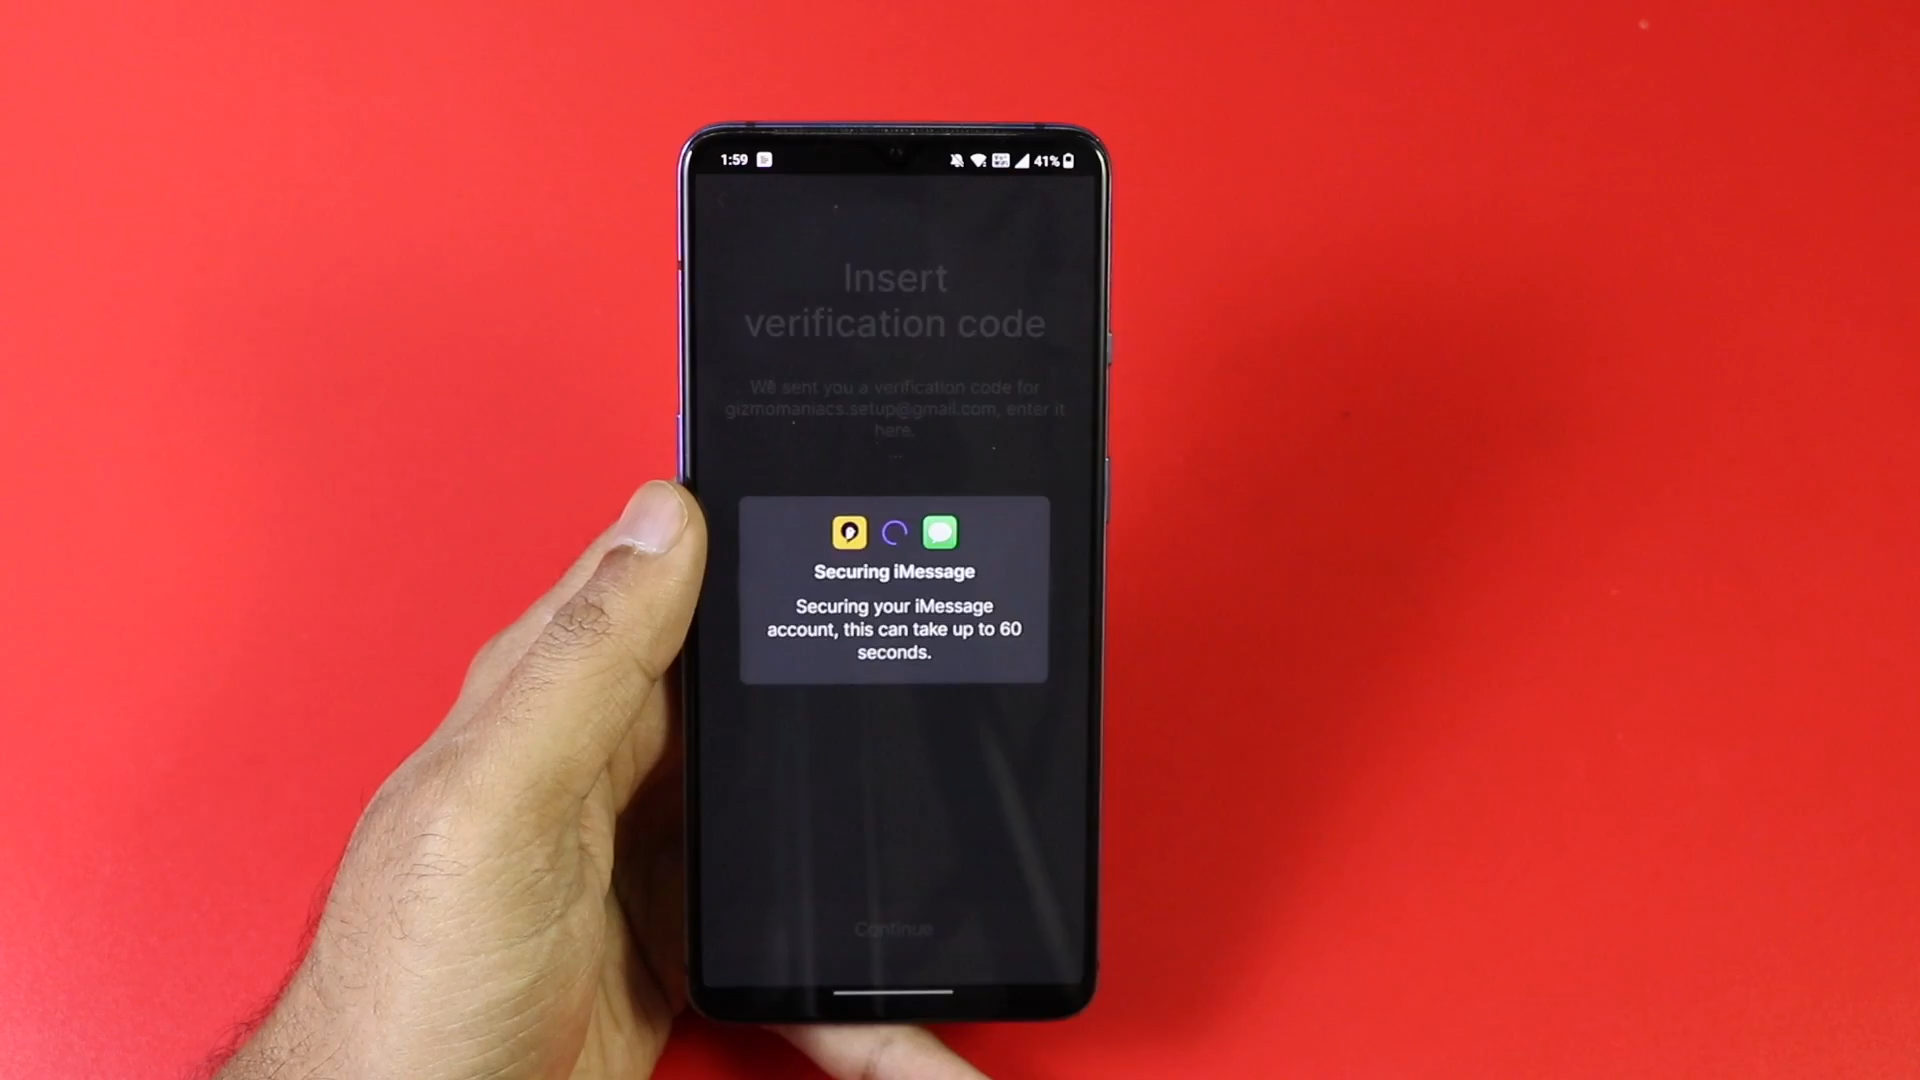 1:59
41%
Insert
verification code
We sent you a verification code for
gizmomaniacs.setup@gmail.com, enter it
here.
Securing iMessage
Securing your iMessage
account, this can take up to 60
seconds.
Continue